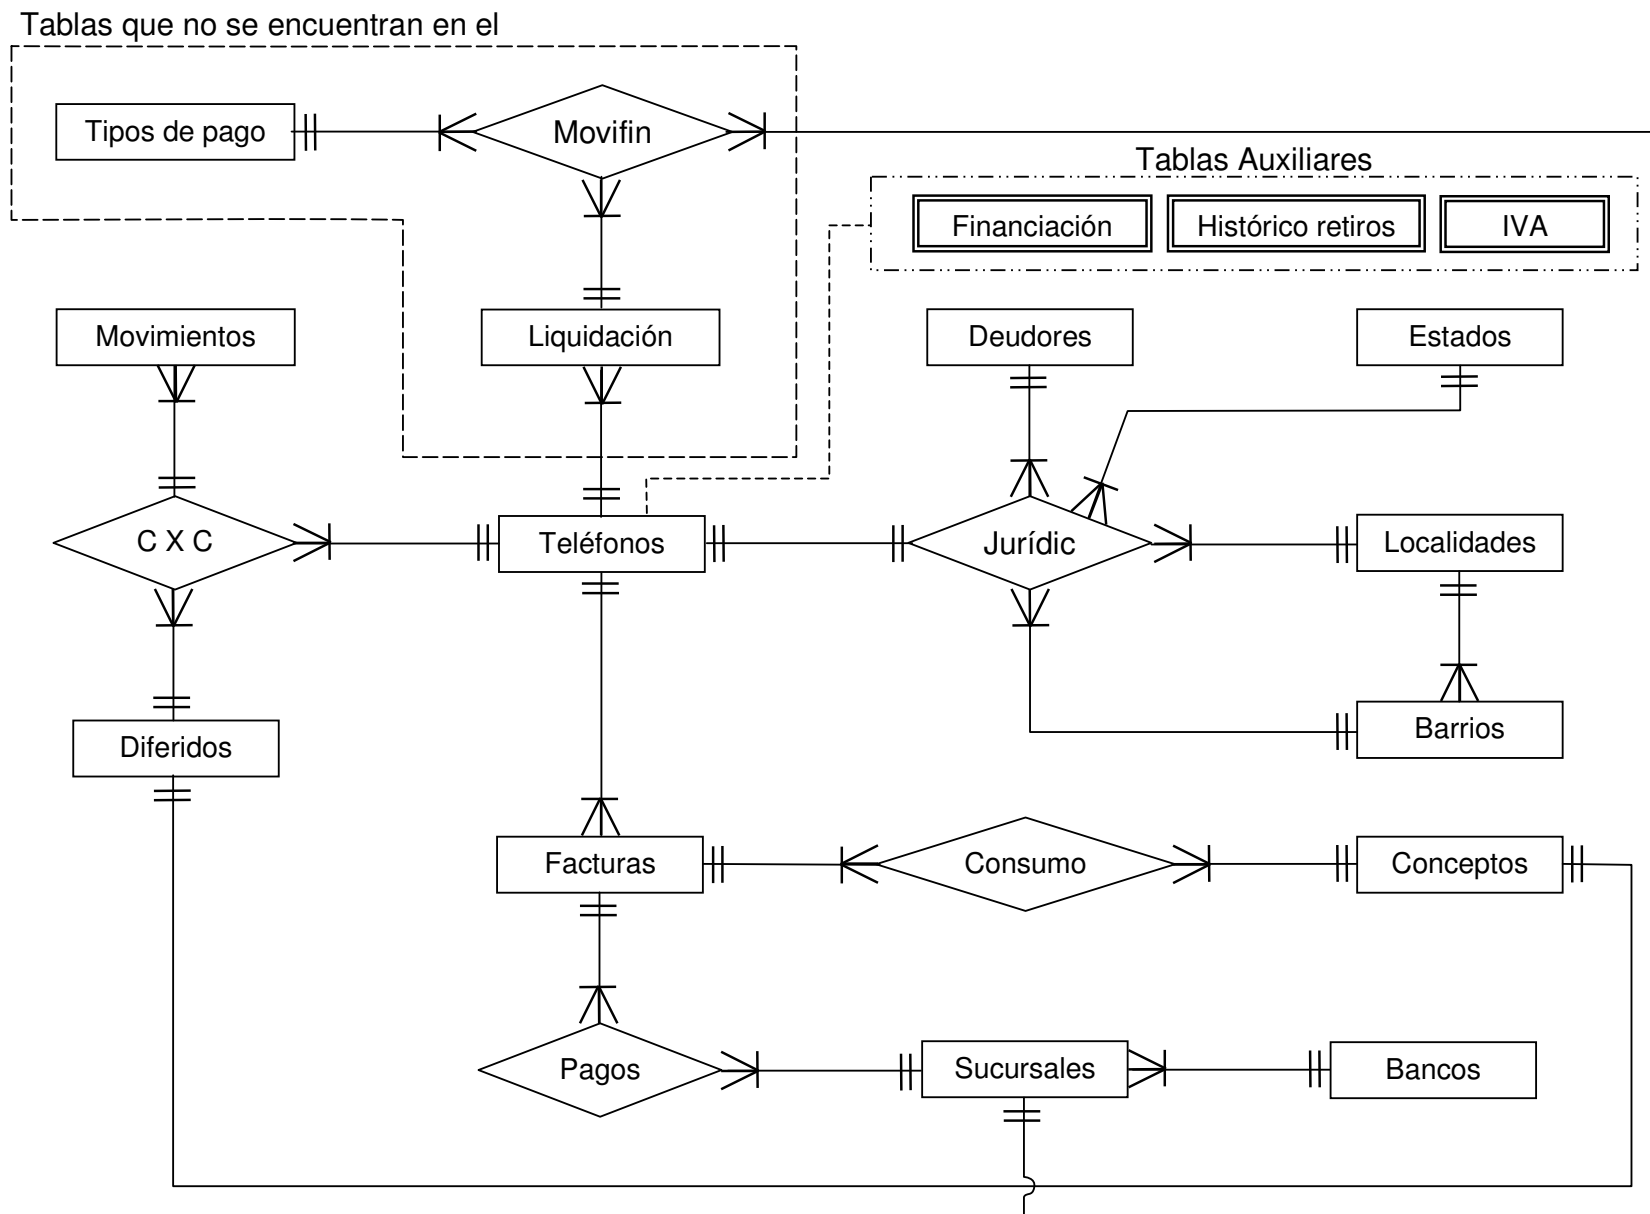 Tablas que no se encuentran en el
Tipos de pago
Movifin
Tablas Auxiliares
Financiación
Histórico retiros
IVA
Movimientos
Liquidación
Deudores
Estados
C X C
Teléfonos
Jurídic
Localidades
Diferidos
Barrios
Facturas
Consumo
Conceptos
Pagos
Sucursales
Bancos